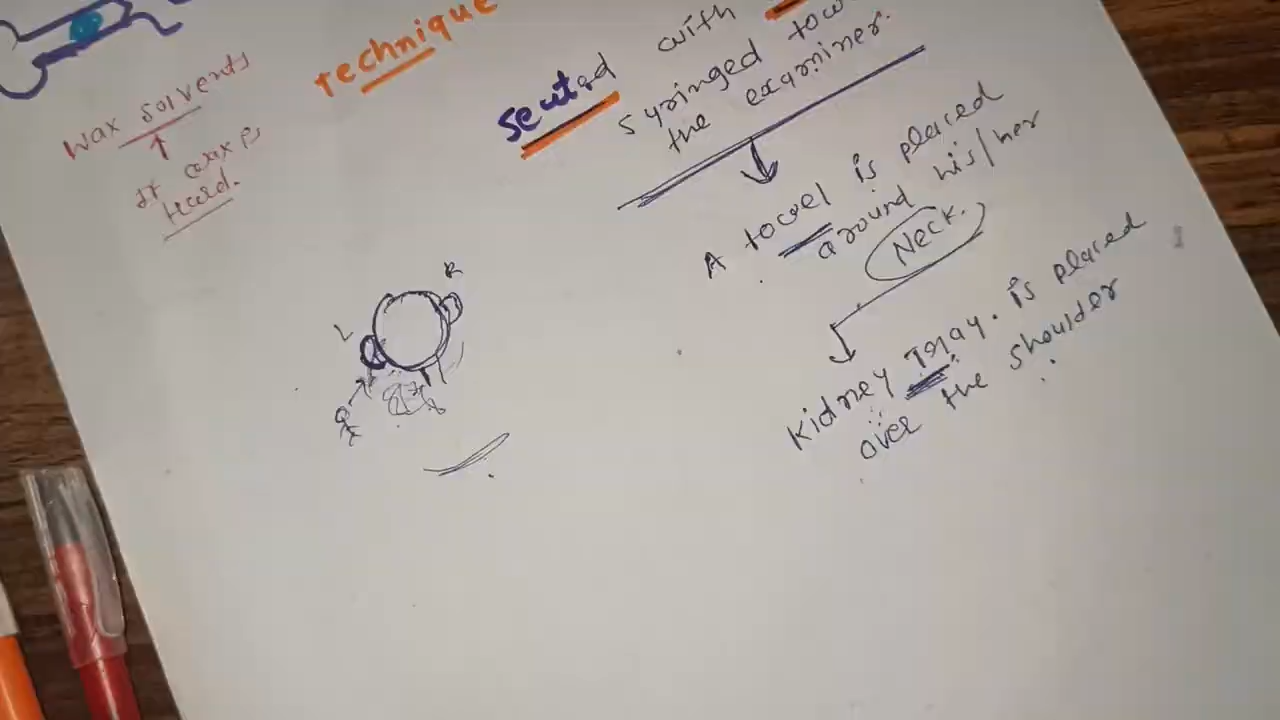 Wax solvents
If wax is
Hard.
Technique
Seated with
syringed tow
the examiner.
A towel is placed
around his/her
Neck.
Kidney Tray. is placed
over the shoulder
R
L